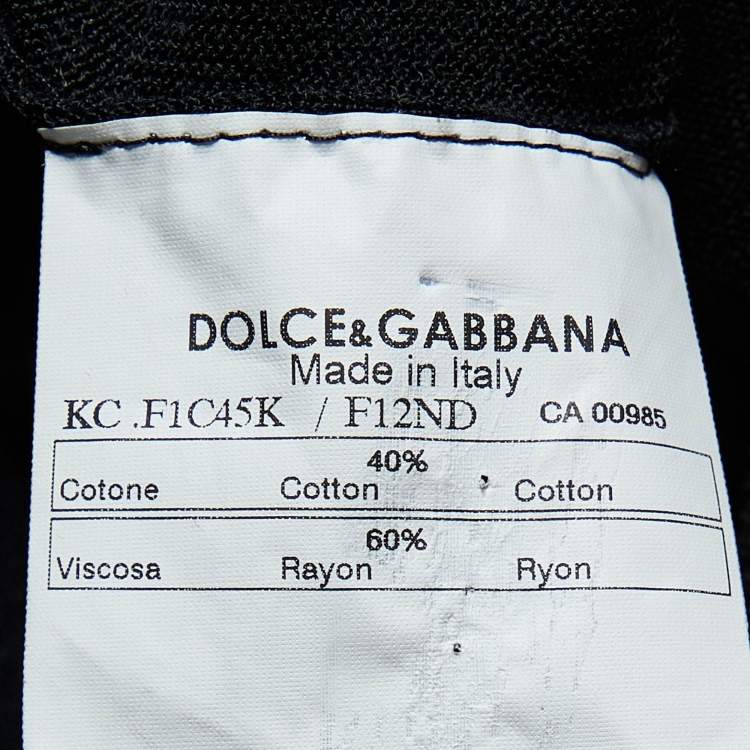 DOLCE&GABBANA
Made in Italy
KC .F1C45K / F12ND CA 00985
40%
Cotone Cotton Cotton
60%
Viscosa Rayon Ryon